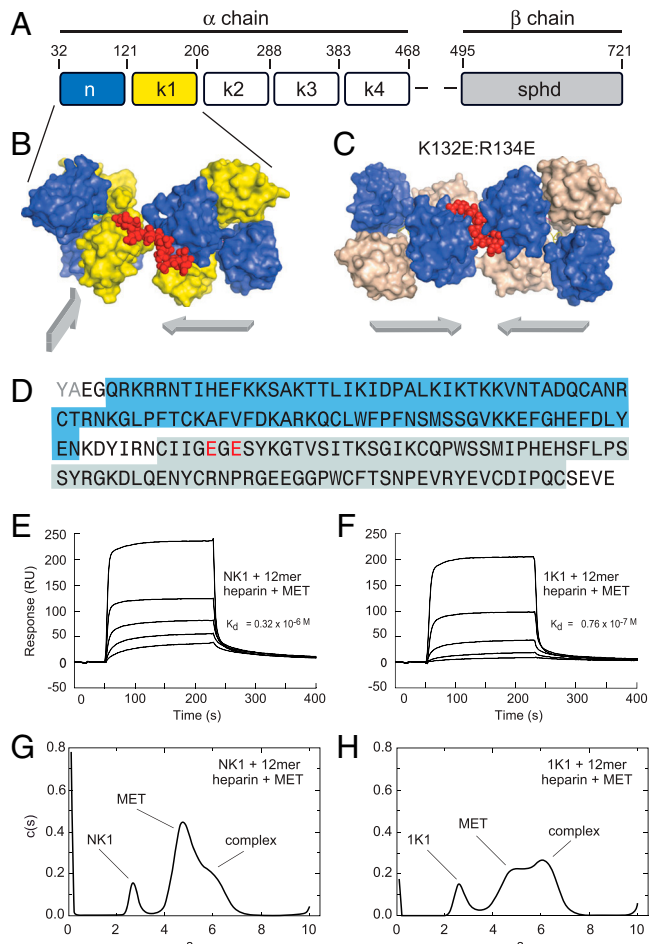 A
α chain
β chain
32 121 206 288 383 468 495 721
n k1 k2 k3 k4 sphd
B
C
K132E:R134E
D
YAEGQRKRRNTIHEFKKSAKTTLIKIDPALKIKTKKVNTADQCANR
CTRNKGLPFTCKAFVFDKARKQCLWFPFNSMSSGVKKEFGHEFDLY
ENKDYIRNCIIGEGESYKGTVSITKSGIKCQPWSSMIPHEHSFLPS
SYRGKDLQENYCRNPRGEEGGPWCFTSNPEVRYEVCDIPQCSEVE
E
250
200
150
100
50
0
-50
Response (RU)
NK1 + 12mer
heparin + MET
Kd = 0.32 x 10-6 M
0 100 200 300 400
Time (s)
F
250
200
150
100
50
0
-50
1K1 + 12mer
heparin + MET
Kd = 0.76 x 10-7 M
0 100 200 300 400
Time (s)
G
0.8
0.6
0.4
0.2
0
c(s)
NK1 + 12mer
heparin + MET
NK1
MET
complex
0 2 4 6 8 10
H
0.8
0.6
0.4
0.2
0
1K1 + 12mer
heparin + MET
1K1
MET
complex
0 2 4 6 8 10